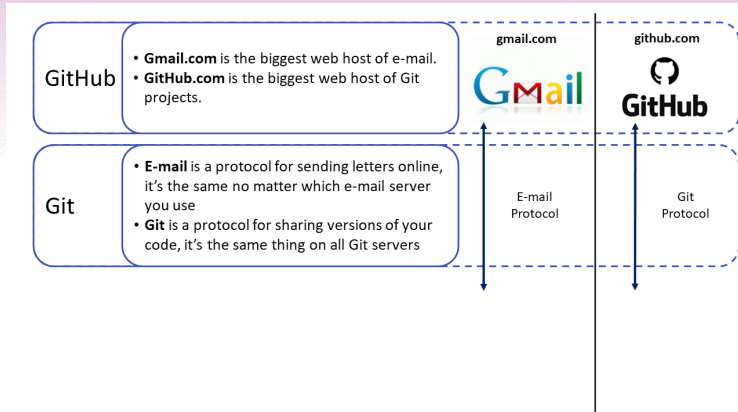 GitHub
• Gmail.com is the biggest web host of e-mail.
• GitHub.com is the biggest web host of Git
projects.
gmail.com
Gmail
github.com
GitHub
Git
• E-mail is a protocol for sending letters online,
it’s the same no matter which e-mail server
you use
• Git is a protocol for sharing versions of your
code, it’s the same thing on all Git servers
E-mail
Protocol
Git
Protocol